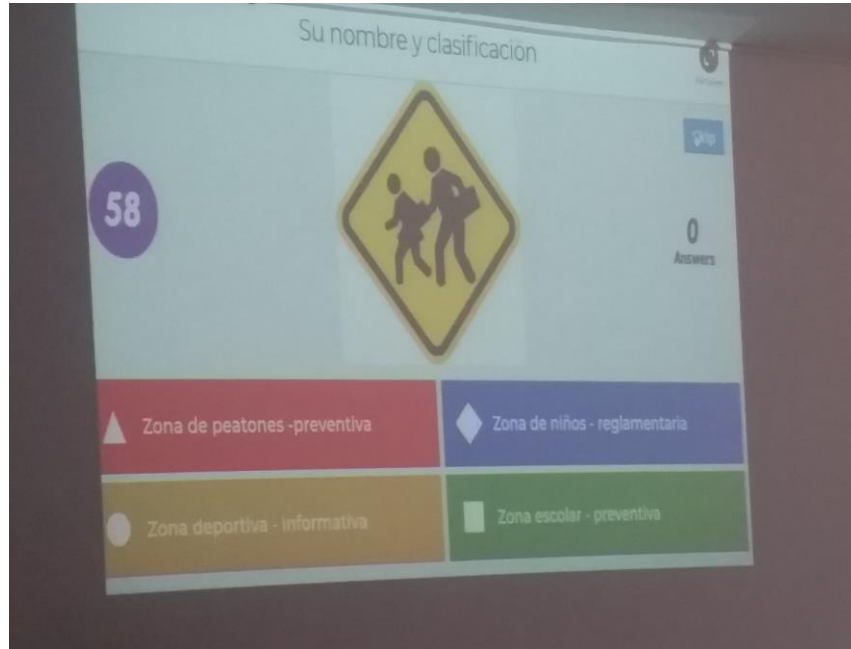 Su nombre y clasificación
Skip
58
0
Answers
Zona de peatones -preventiva
Zona de niños - reglamentaria
Zona deportiva - informativa
Zona escolar - preventiva